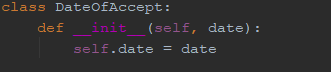 class DateOfAccept:
    def __init__(self, date):
        self.date = date